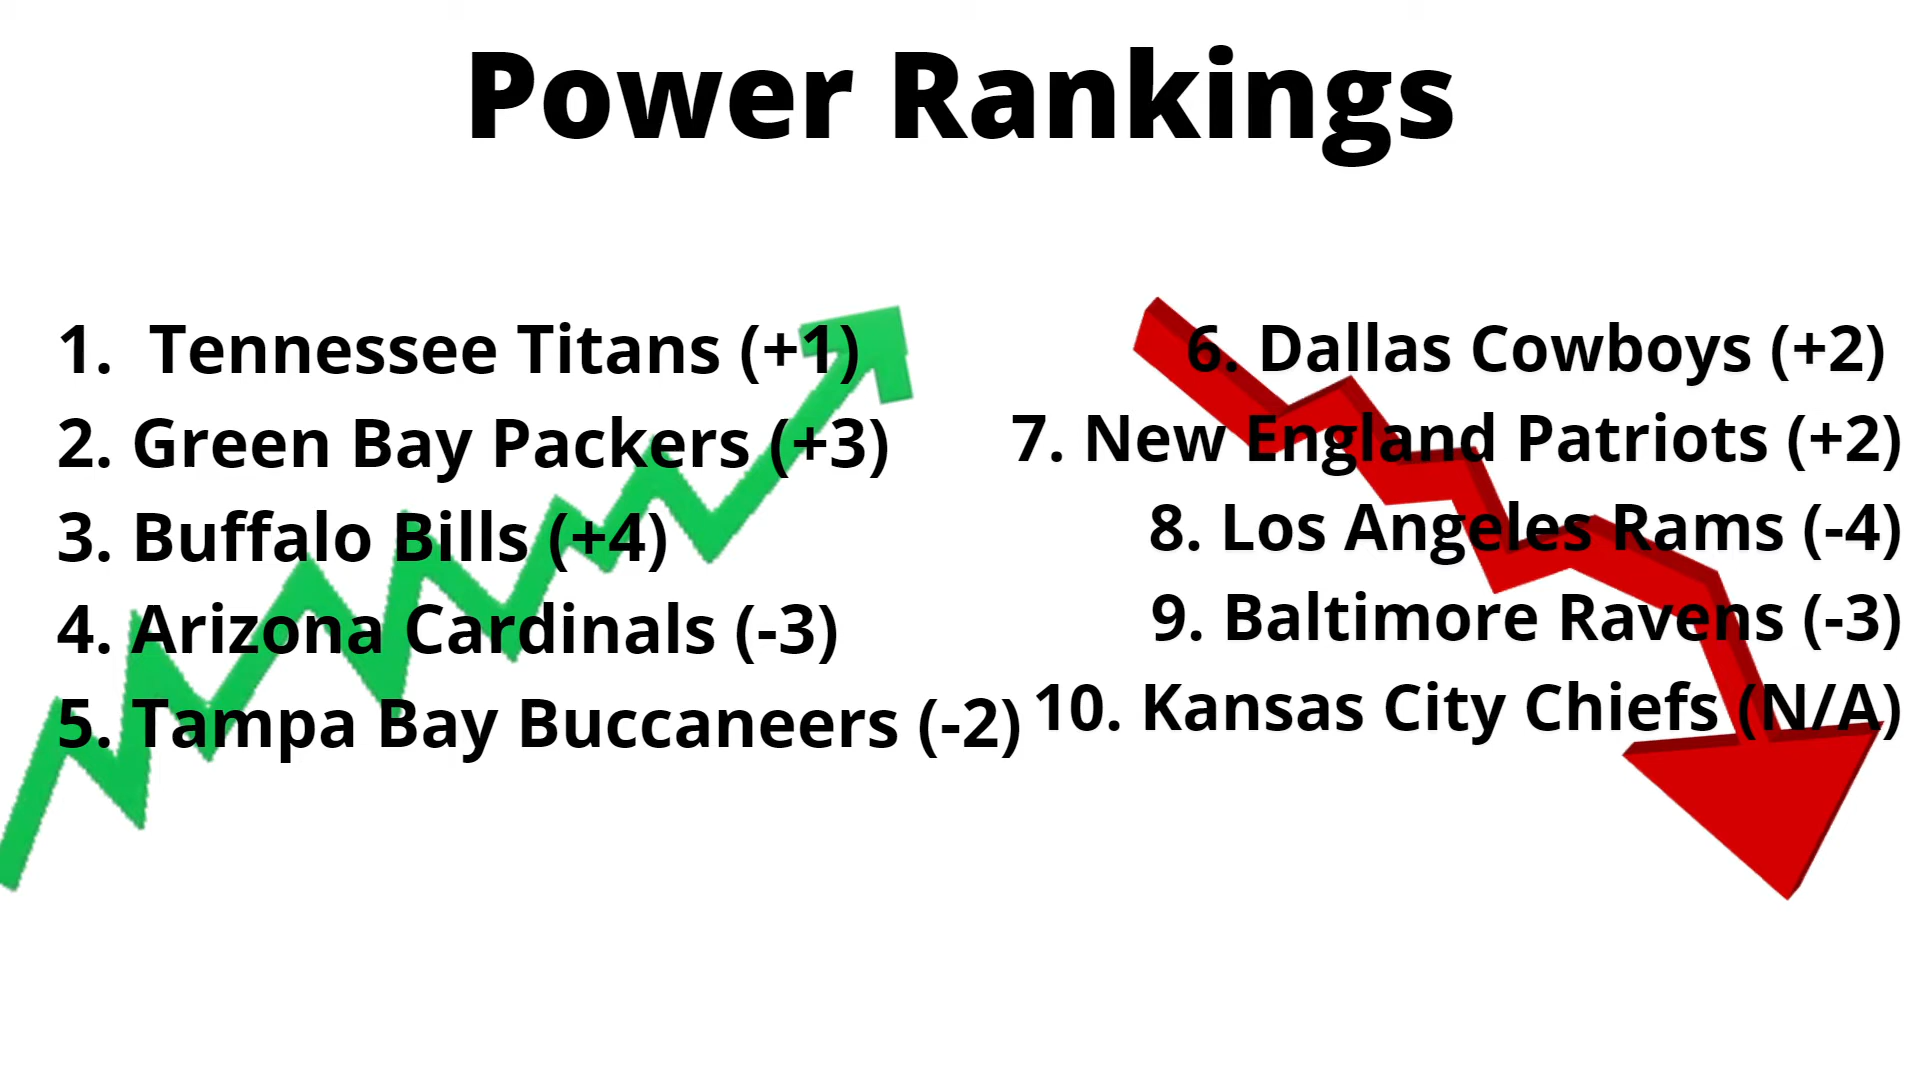 Power Rankings
1. Tennessee Titans (+1)
2. Green Bay Packers (+3)
3. Buffalo Bills (+4)
4. Arizona Cardinals (-3)
5. Tampa Bay Buccaneers (-2)
6. Dallas Cowboys (+2)
7. New England Patriots (+2)
8. Los Angeles Rams (-4)
9. Baltimore Ravens (-3)
10. Kansas City Chiefs (N/A)